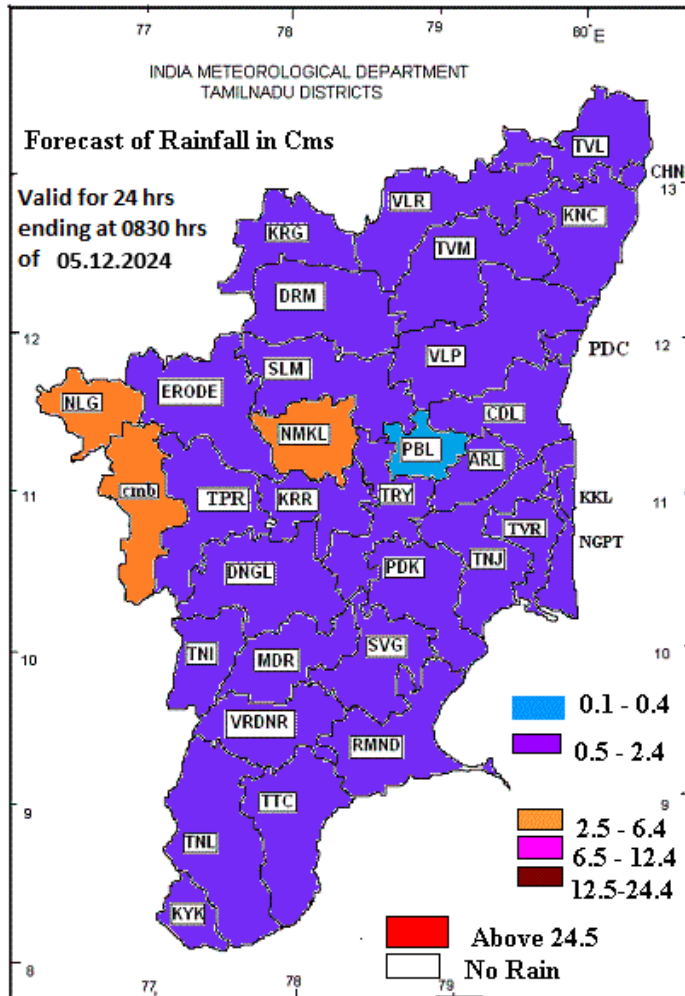 77 78 79 80° E
INDIA METEOROLOGICAL DEPARTMENT
TAMILNADU DISTRICTS
Forecast of Rainfall in Cms
TVL
CHN
13
Valid for 24 hrs
ending at 0830 hrs
of 05.12.2024
VLR
KNC
KRG
TVM
DRM
12
12
PDC
VLP
SLM
ERODE
NLG
CDL
NMKL
PBL
ARL
cmb
11
TPR
KRR
TRY
KKL
11
TVR
NGPT
DNGL
PDK
TNJ
10
TNI
MDR
SVG
10
VRDNR
RMND
0.1 - 0.4
0.5 - 2.4
9
TTC
9
TNL
2.5 - 6.4
6.5 - 12.4
12.5-24.4
KYK
Above 24.5
8
No Rain
77 78 79